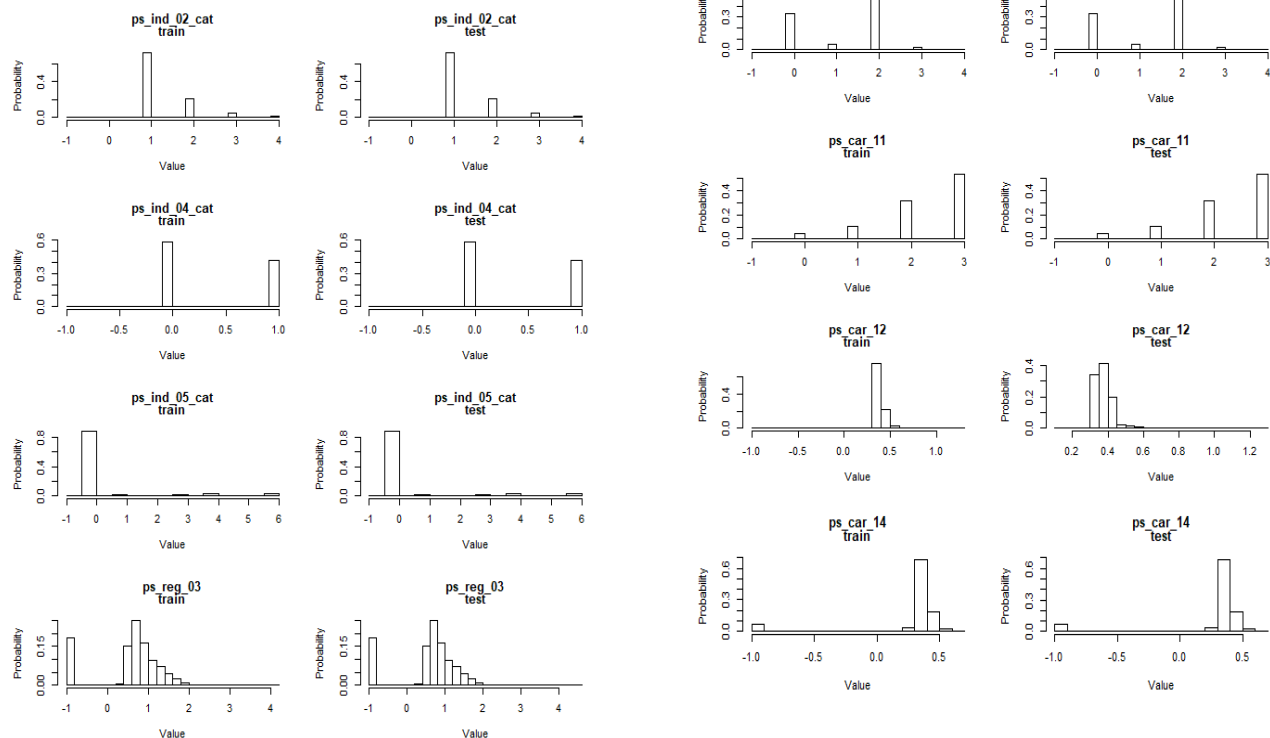 ps_ind_02_cat
train
Probability
0.0 0.4
-1 0 1 2 3 4
Value
ps_ind_02_cat
test
Probability
0.0 0.4
-1 0 1 2 3 4
Value
ps_ind_04_cat
train
Probability
0.0 0.3 0.6
-1.0 -0.5 0.0 0.5 1.0
Value
ps_ind_04_cat
test
Probability
0.0 0.3 0.6
-1.0 -0.5 0.0 0.5 1.0
Value
ps_ind_05_cat
train
Probability
0.0 0.4 0.8
-1 0 1 2 3 4 5 6
Value
ps_ind_05_cat
test
Probability
0.0 0.4 0.8
-1 0 1 2 3 4 5 6
Value
ps_reg_03
train
Probability
0.00 0.15
-1 0 1 2 3 4
Value
ps_reg_03
test
Probability
0.00 0.15
-1 0 1 2 3 4
Value
Probability
0.0 0.3
-1 0 1 2 3 4
Value
Probability
0.0 0.3
-1 0 1 2 3 4
Value
ps_car_11
train
Probability
0.0 0.2 0.4
-1 0 1 2 3
Value
ps_car_11
test
Probability
0.0 0.2 0.4
-1 0 1 2 3
Value
ps_car_12
train
Probability
0.0 0.4
-1.0 -0.5 0.0 0.5 1.0
Value
ps_car_12
test
Probability
0.0 0.2 0.4
0.2 0.4 0.6 0.8 1.0 1.2
Value
ps_car_14
train
Probability
0.0 0.3 0.6
-1.0 -0.5 0.0 0.5
Value
ps_car_14
test
Probability
0.0 0.3 0.6
-1.0 -0.5 0.0 0.5
Value